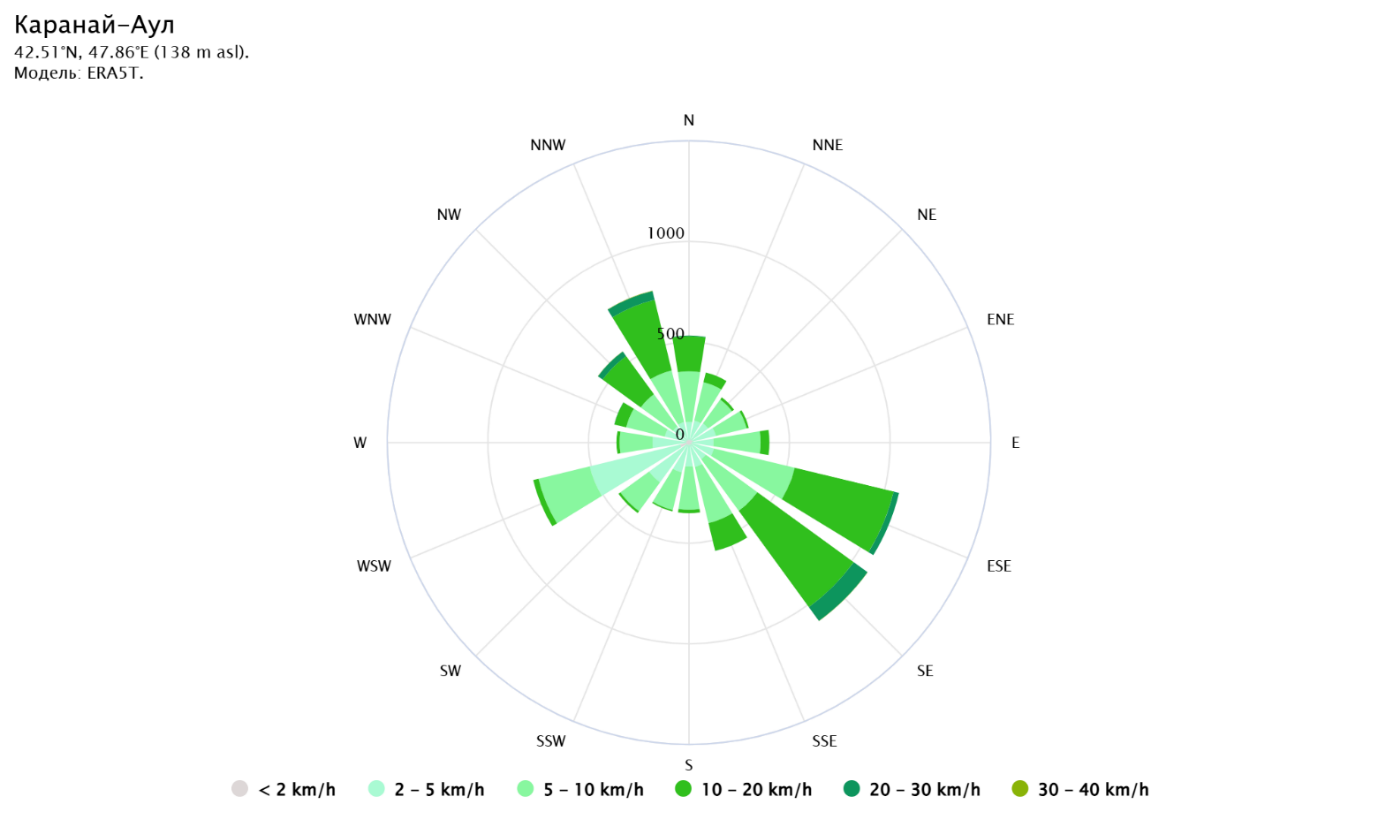 Каранай-Аул
42.51°N, 47.86°E (138 m asl).
Модель: ERA5T.
N
NNW
NNE
NW
NE
1000
WNW
ENE
500
0
W
E
WSW
ESE
SW
SE
SSW
SSE
S
< 2 km/h 2 – 5 km/h 5 – 10 km/h 10 – 20 km/h 20 – 30 km/h 30 – 40 km/h